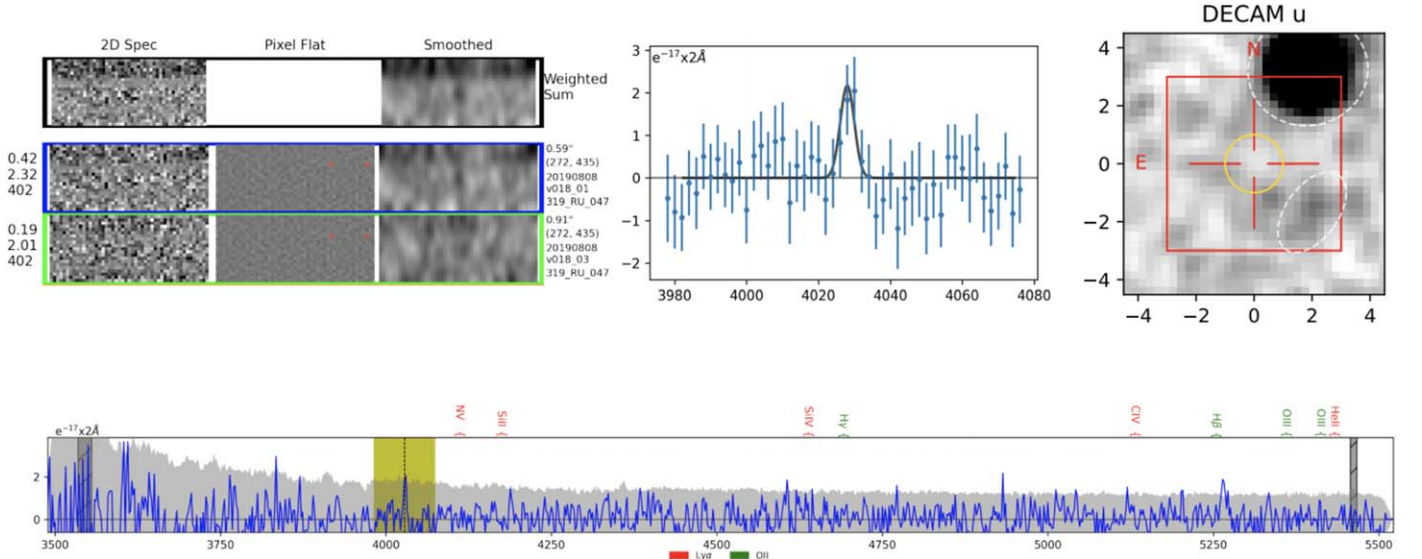 DECAM u
2D Spec Pixel Flat Smoothed
Weighted
Sum
0.42
2.32
402
0.59"
(272, 435)
20190808
v018_01
319_RU_047
0.19
2.01
402
0.91"
(272, 435)
20190808
v018_03
319_RU_047
e⁻¹⁷x2Å
3
2
1
0
−1
−2
3980 4000 4020 4040 4060 4080
N
E
4
2
0
−2
−4
−4 −2 0 2 4
NV { SiII { SiIV { Hγ { CIV { Hβ { OIII { OIII { HeII {
e⁻¹⁷x2Å
2
0
3500 3750 4000 4250 4500 4750 5000 5250 5500
Lyα OII